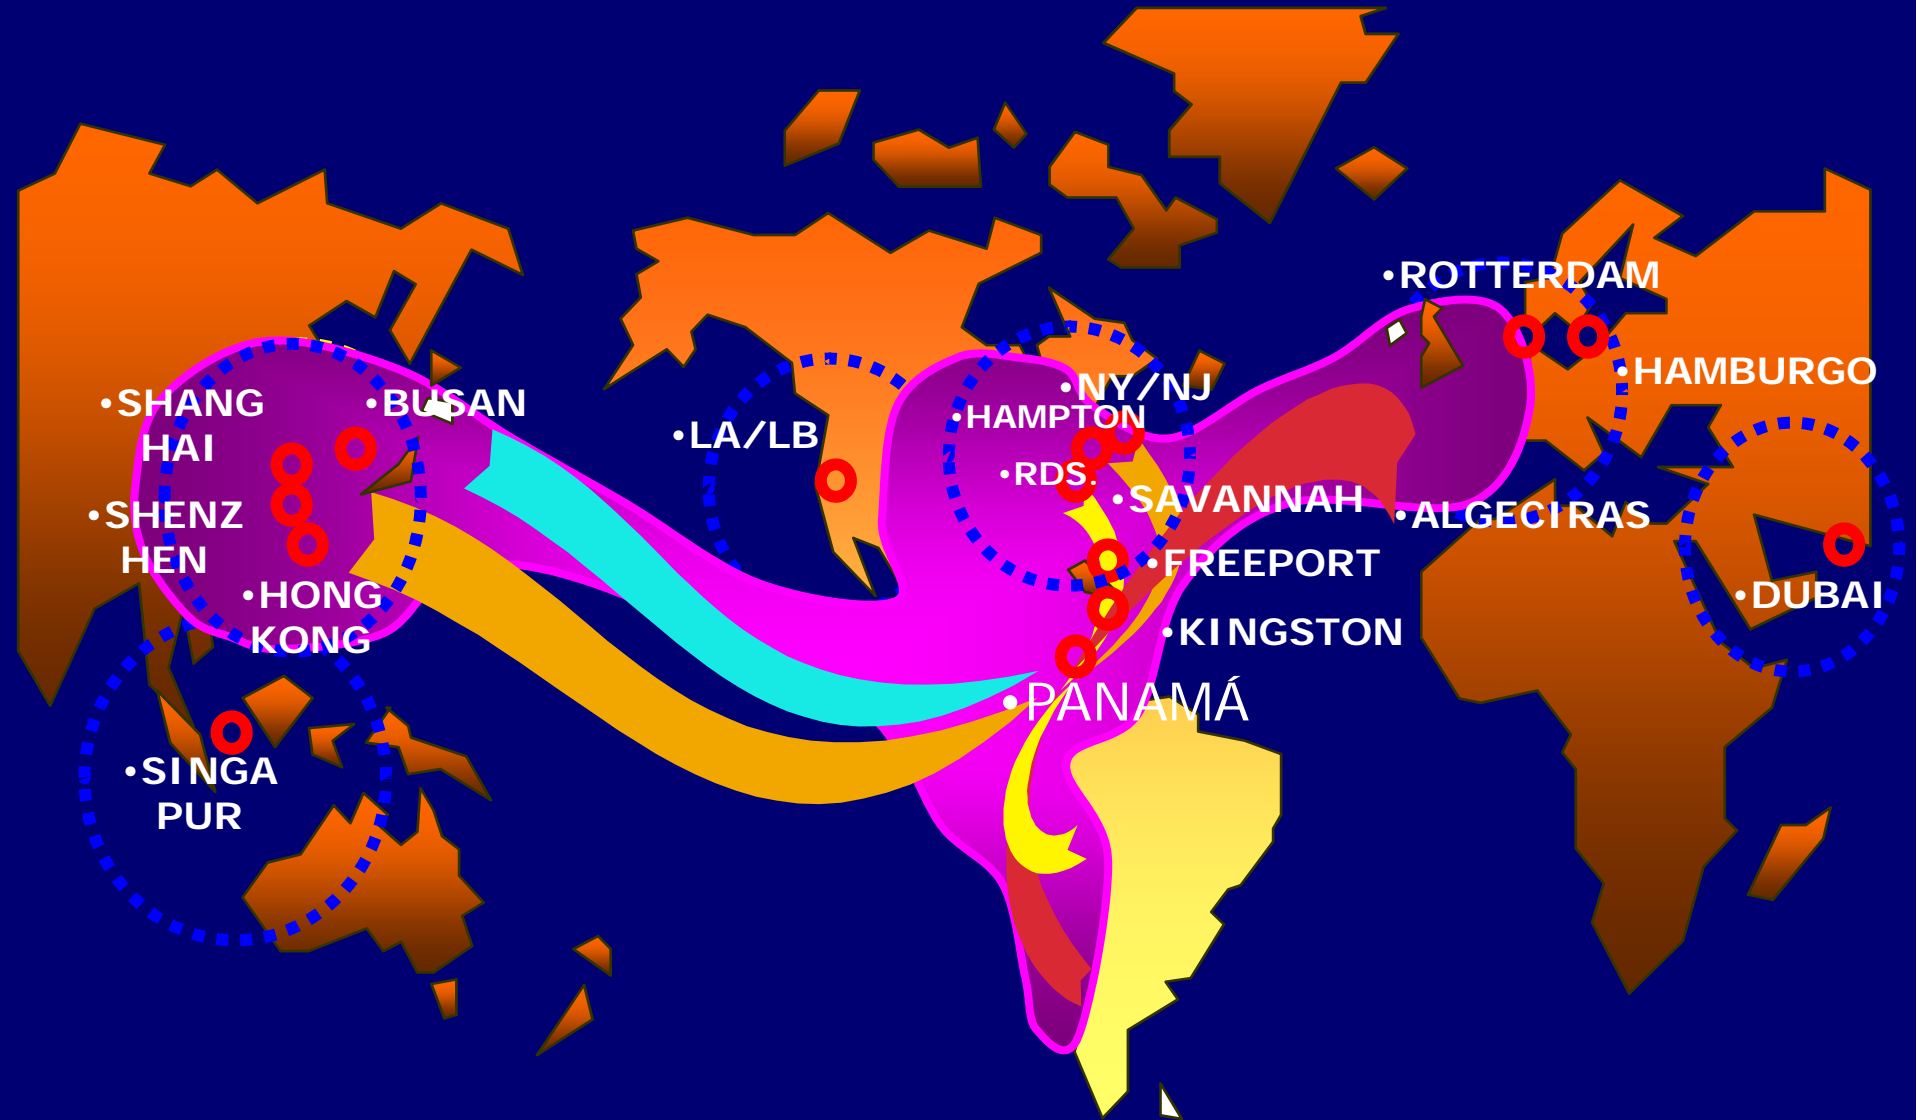 •ROTTERDAM
•HAMBURGO
•SHANG
HAI
•BUSAN
•NY/NJ
•HAMPTON
•LA/LB
•RDS.
•SAVANNAH
•SHENZ
HEN
•ALGECIRAS
•FREEPORT
•HONG
KONG
•DUBAI
•KINGSTON
•PANAMÁ
•SINGA
PUR